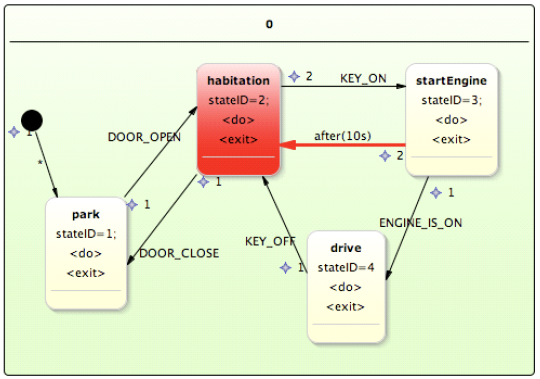 0
habitation
stateID=2;
<do>
<exit>
2
KEY_ON
startEngine
stateID=3;
<do>
<exit>
after(10s)
2
1
*
DOOR_OPEN
1
1
1
park
stateID=1;
<do>
<exit>
DOOR_CLOSE
KEY_OFF
1
ENGINE_IS_ON
drive
stateID=4
<do>
<exit>